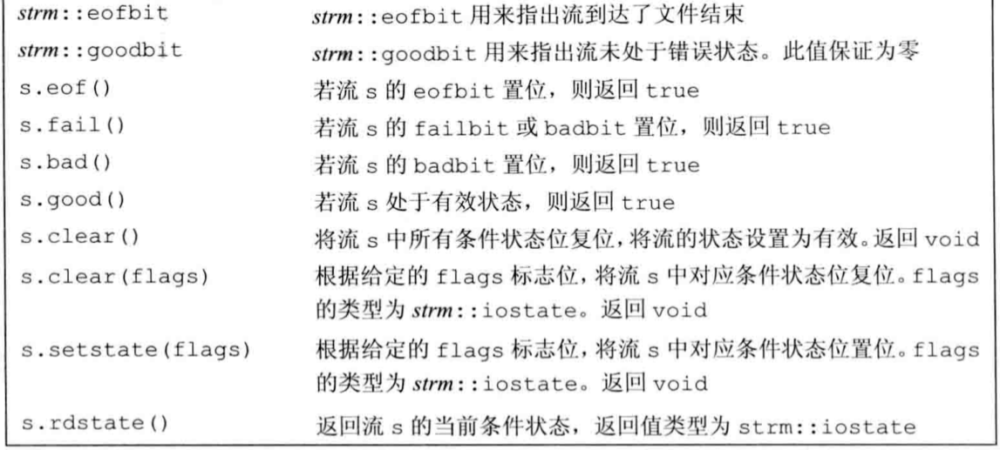 strm::eofbit strm::eofbit 用来指出流到达了文件结束
strm::goodbit strm::goodbit 用来指出流未处于错误状态。此值保证为零
s.eof() 若流 s 的 eofbit 置位，则返回 true
s.fail() 若流 s 的 failbit 或 badbit 置位，则返回 true
s.bad() 若流 s 的 badbit 置位，则返回 true
s.good() 若流 s 处于有效状态，则返回 true
s.clear() 将流 s 中所有条件状态位复位，将流的状态设置为有效。返回 void
s.clear(flags) 根据给定的 flags 标志位，将流 s 中对应条件状态位复位。flags
的类型为 strm::iostate。返回 void
s.setstate(flags) 根据给定的 flags 标志位，将流 s 中对应条件状态位置位。flags
的类型为 strm::iostate。返回 void
s.rdstate() 返回流 s 的当前条件状态，返回值类型为 strm::iostate